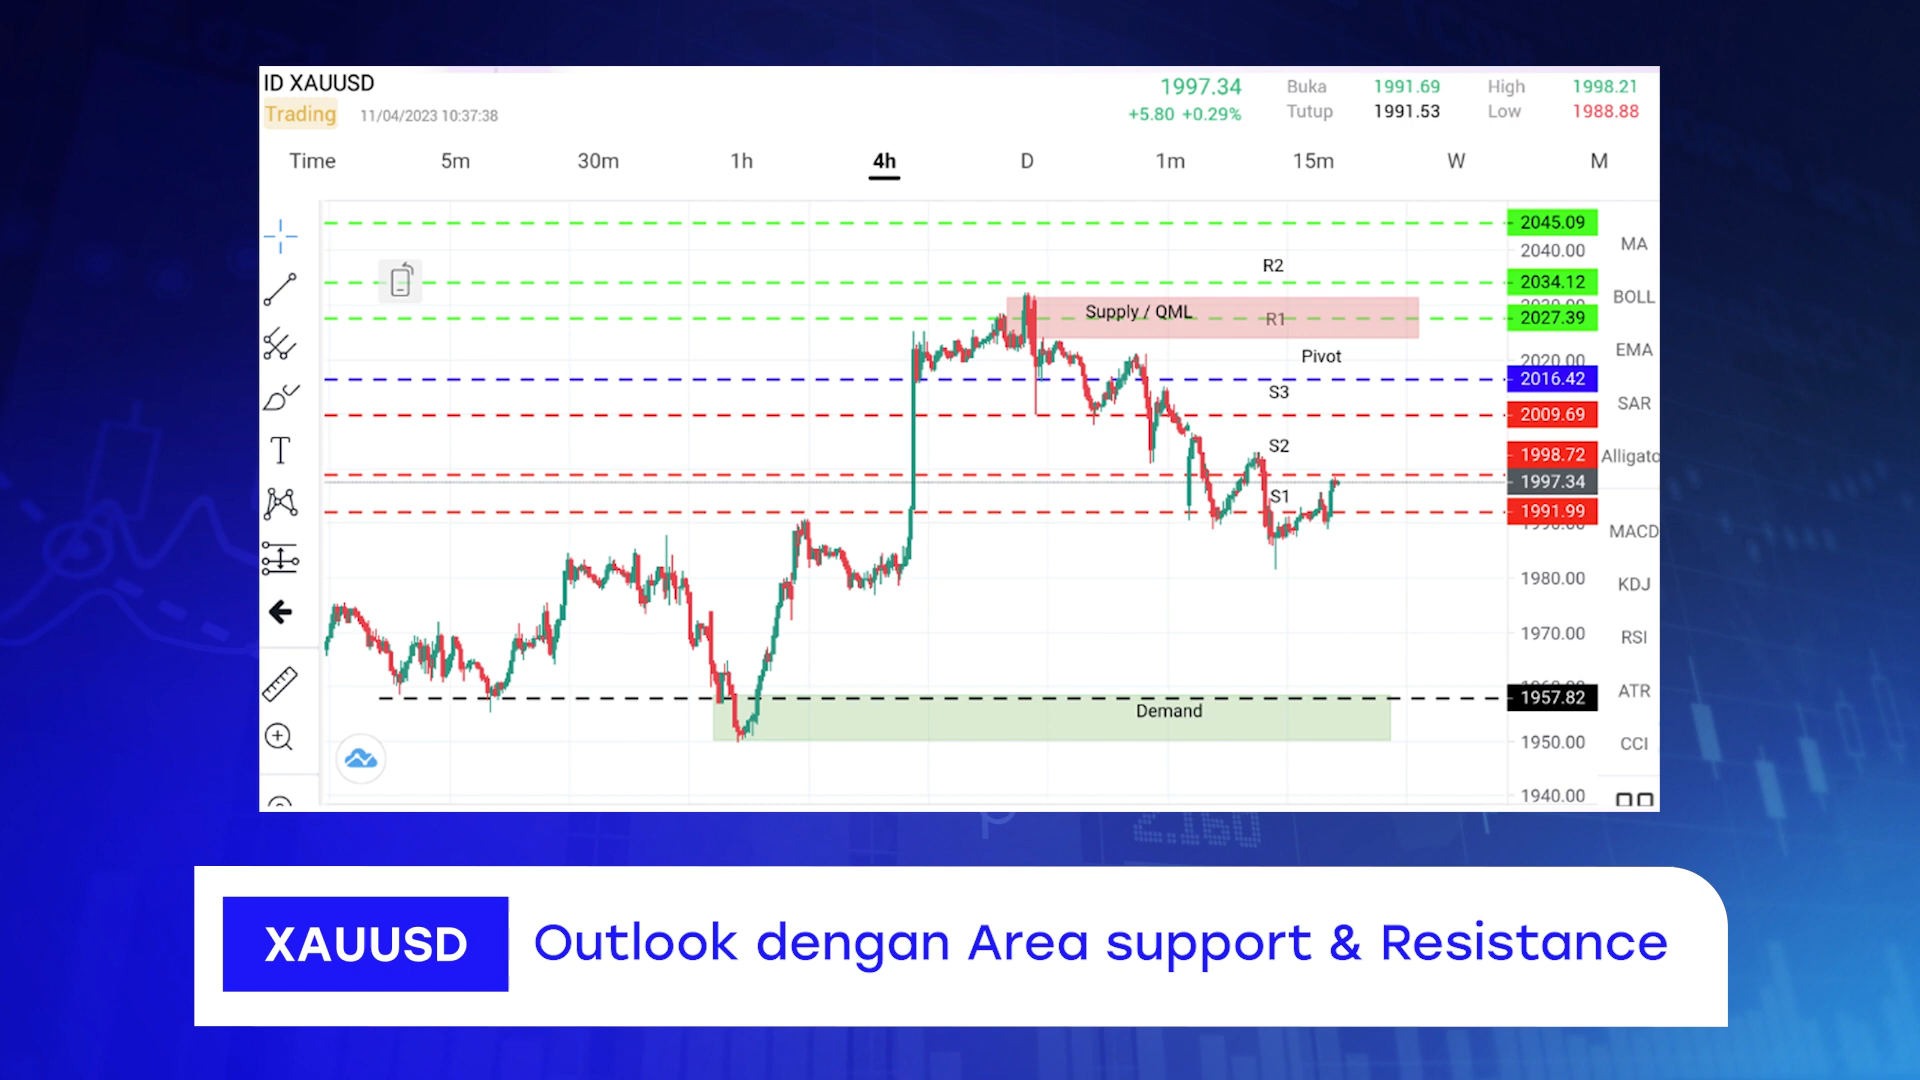 ID XAUUSD
Trading 11/04/2023 10:37:38
1997.34
+5.80 +0.29%
Buka 1991.69 High 1998.21
Tutup 1991.53 Low 1988.88
Time 5m 30m 1h 4h D 1m 15m W M
2045.09
2040.00
R2
2034.12
Supply / QML
R1
2027.39
Pivot
2020.00
2016.42
S3
2009.69
S2
1998.72
1997.34
S1
1991.99
1980.00
1970.00
1957.82
Demand
1950.00
1940.00
MA
BOLL
EMA
SAR
Alligato
MACD
KDJ
RSI
ATR
CCI
T
2.160
XAUUSD Outlook dengan Area support & Resistance